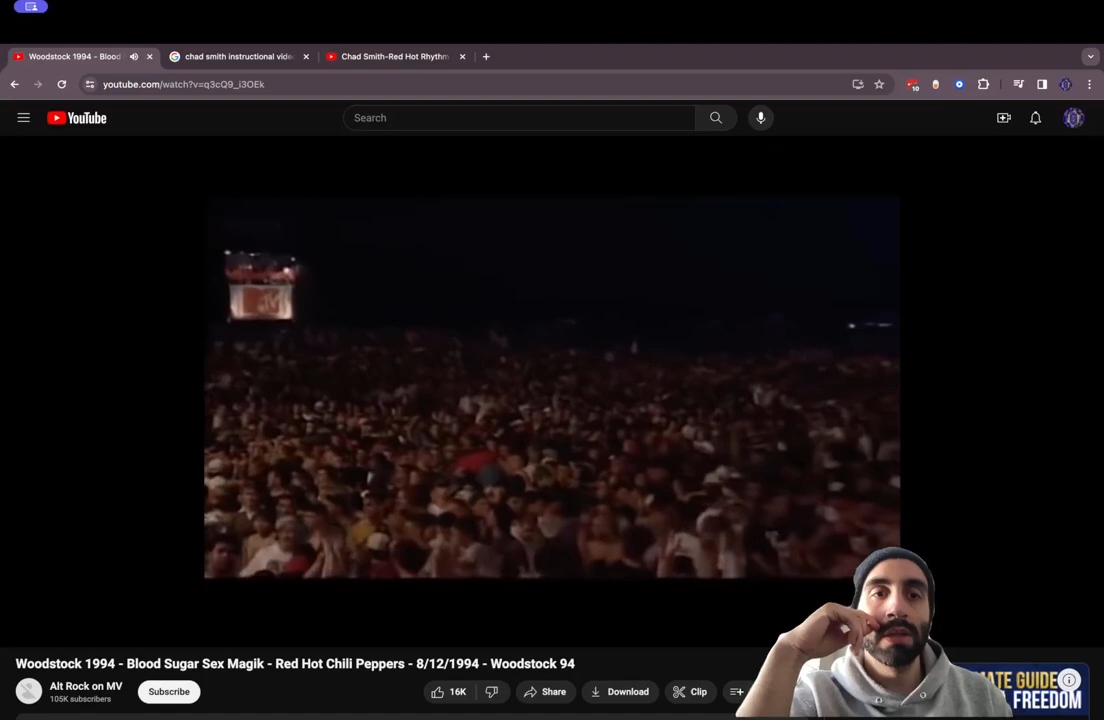 Woodstock 1994 - Blood
chad smith instructional vide
Chad Smith-Red Hot Rhythm
youtube.com/watch?v=q3cQ9_i3OEk
10
YouTube
Search
Woodstock 1994 - Blood Sugar Sex Magik - Red Hot Chili Peppers - 8/12/1994 - Woodstock 94
Alt Rock on MV
105K subscribers
Subscribe
16K
Share
Download
Clip
MATE GUIDE
FREEDOM